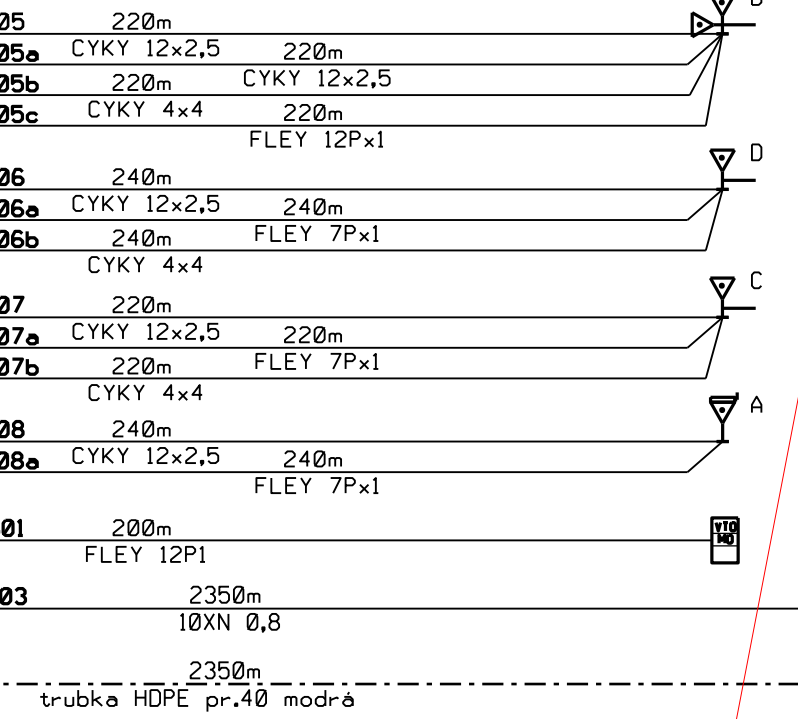 05 220m
CYKY 12x2,5
05a 220m
CYKY 12x2,5
05b 220m
CYKY 4x4
05c 220m
FLEY 12Px1
D
06 240m
CYKY 12x2,5
06a 240m
FLEY 7Px1
06b 240m
CYKY 4x4
C
07 220m
CYKY 12x2,5
07a 220m
FLEY 7Px1
07b 220m
CYKY 4x4
A
08 240m
CYKY 12x2,5
08a 240m
FLEY 7Px1
01 200m
FLEY 12P1
VTO
MO
03 2350m
10XN 0,8
2350m
trubka HDPE pr.40 modrá